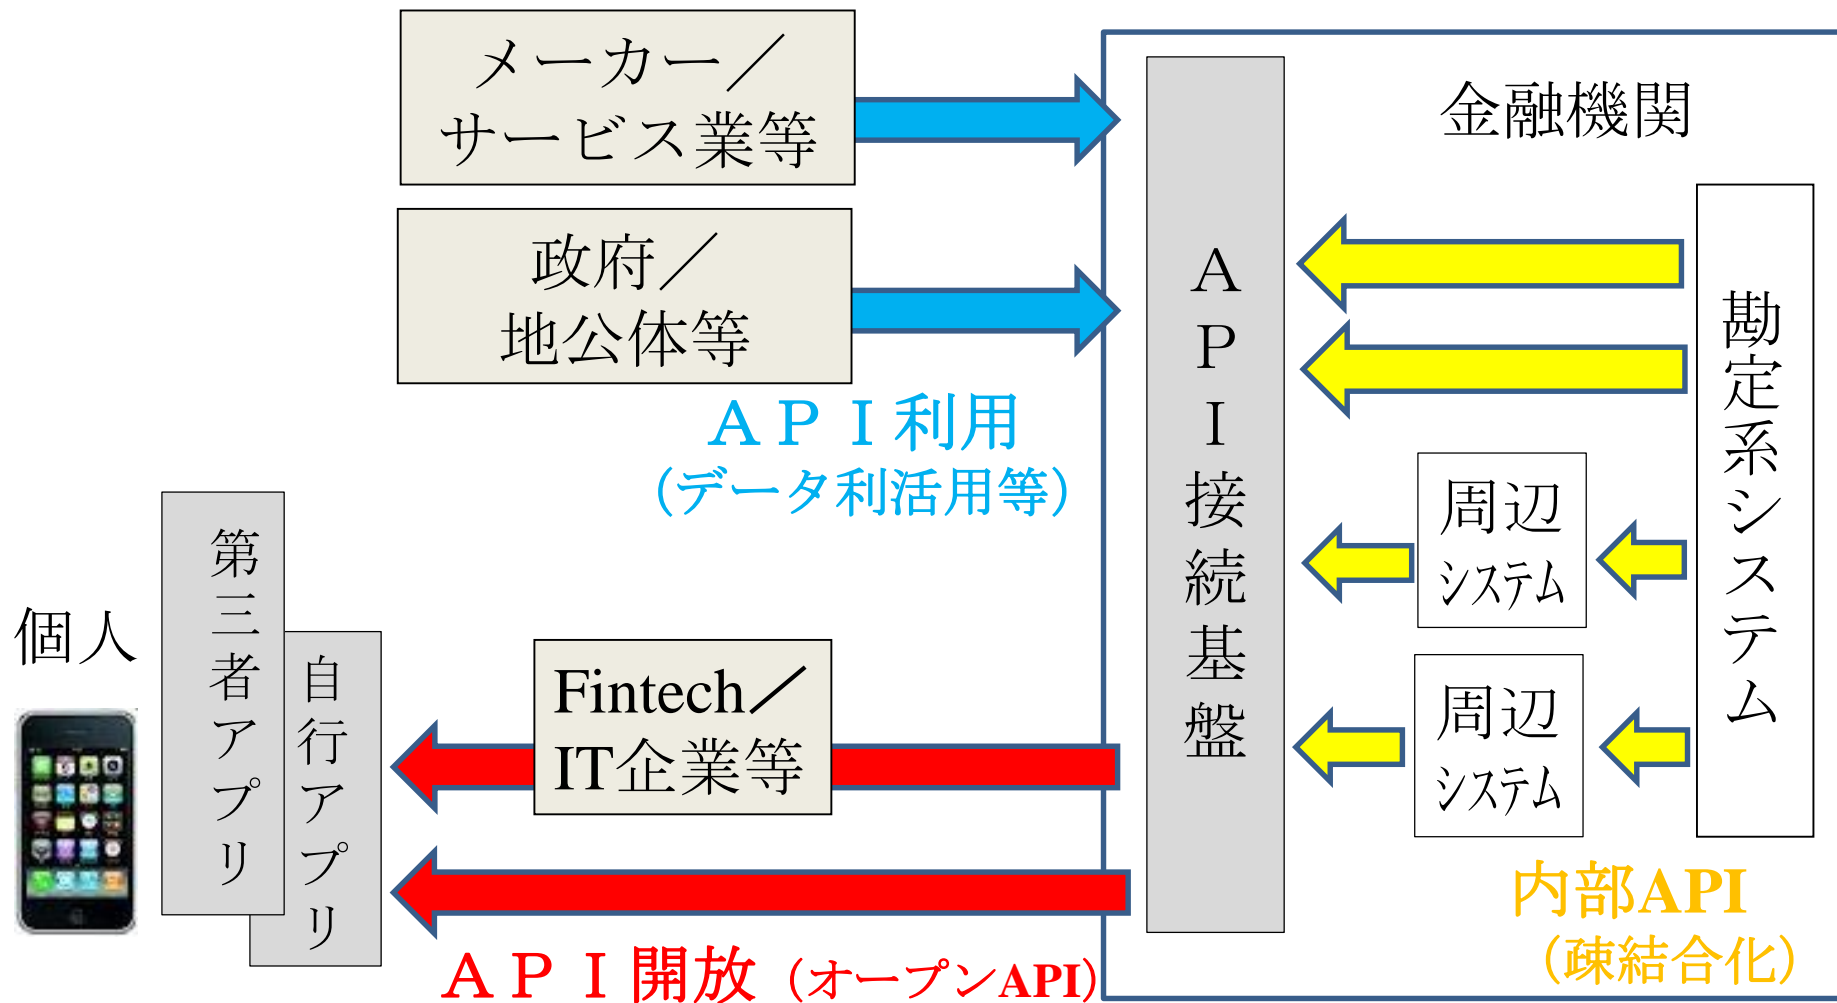 メーカー／
サービス業等
金融機関
政府／
地公体等
ＡＰＩ利用
（データ利活用等）
ＡＰＩ接続基盤
勘定系システム
周辺
システム
周辺
システム
内部API
（疎結合化）
個人
第三者アプリ
自行アプリ
Fintech／
IT企業等
ＡＰＩ開放（オープンAPI）